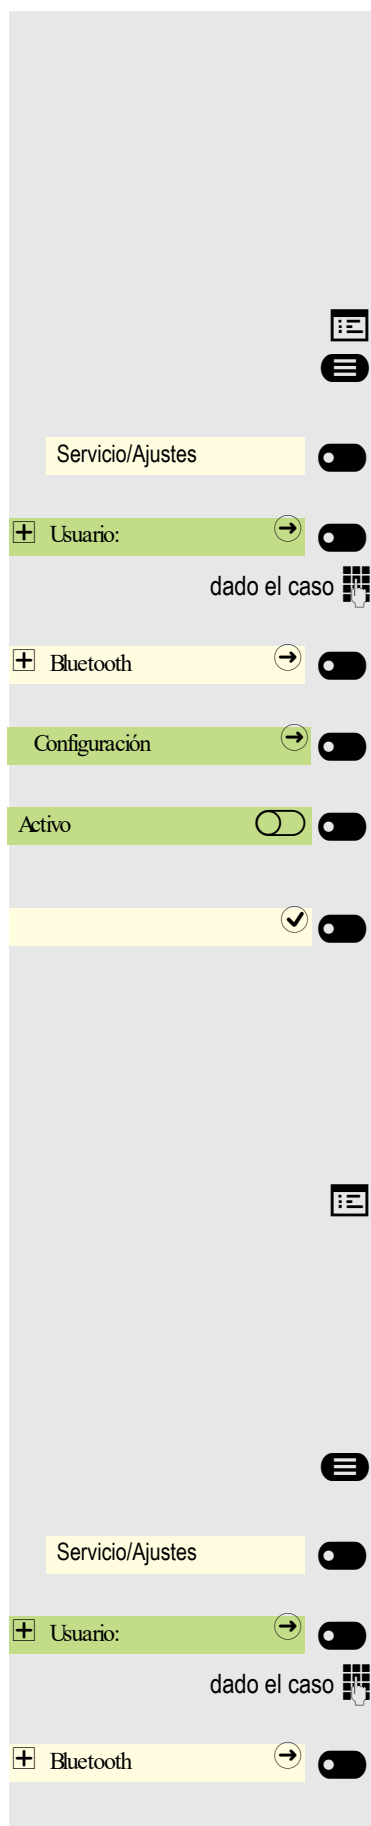 Servicio/Ajustes
Usuario:
dado el caso
Bluetooth
Configuración
Activo
Servicio/Ajustes
Usuario:
dado el caso
Bluetooth